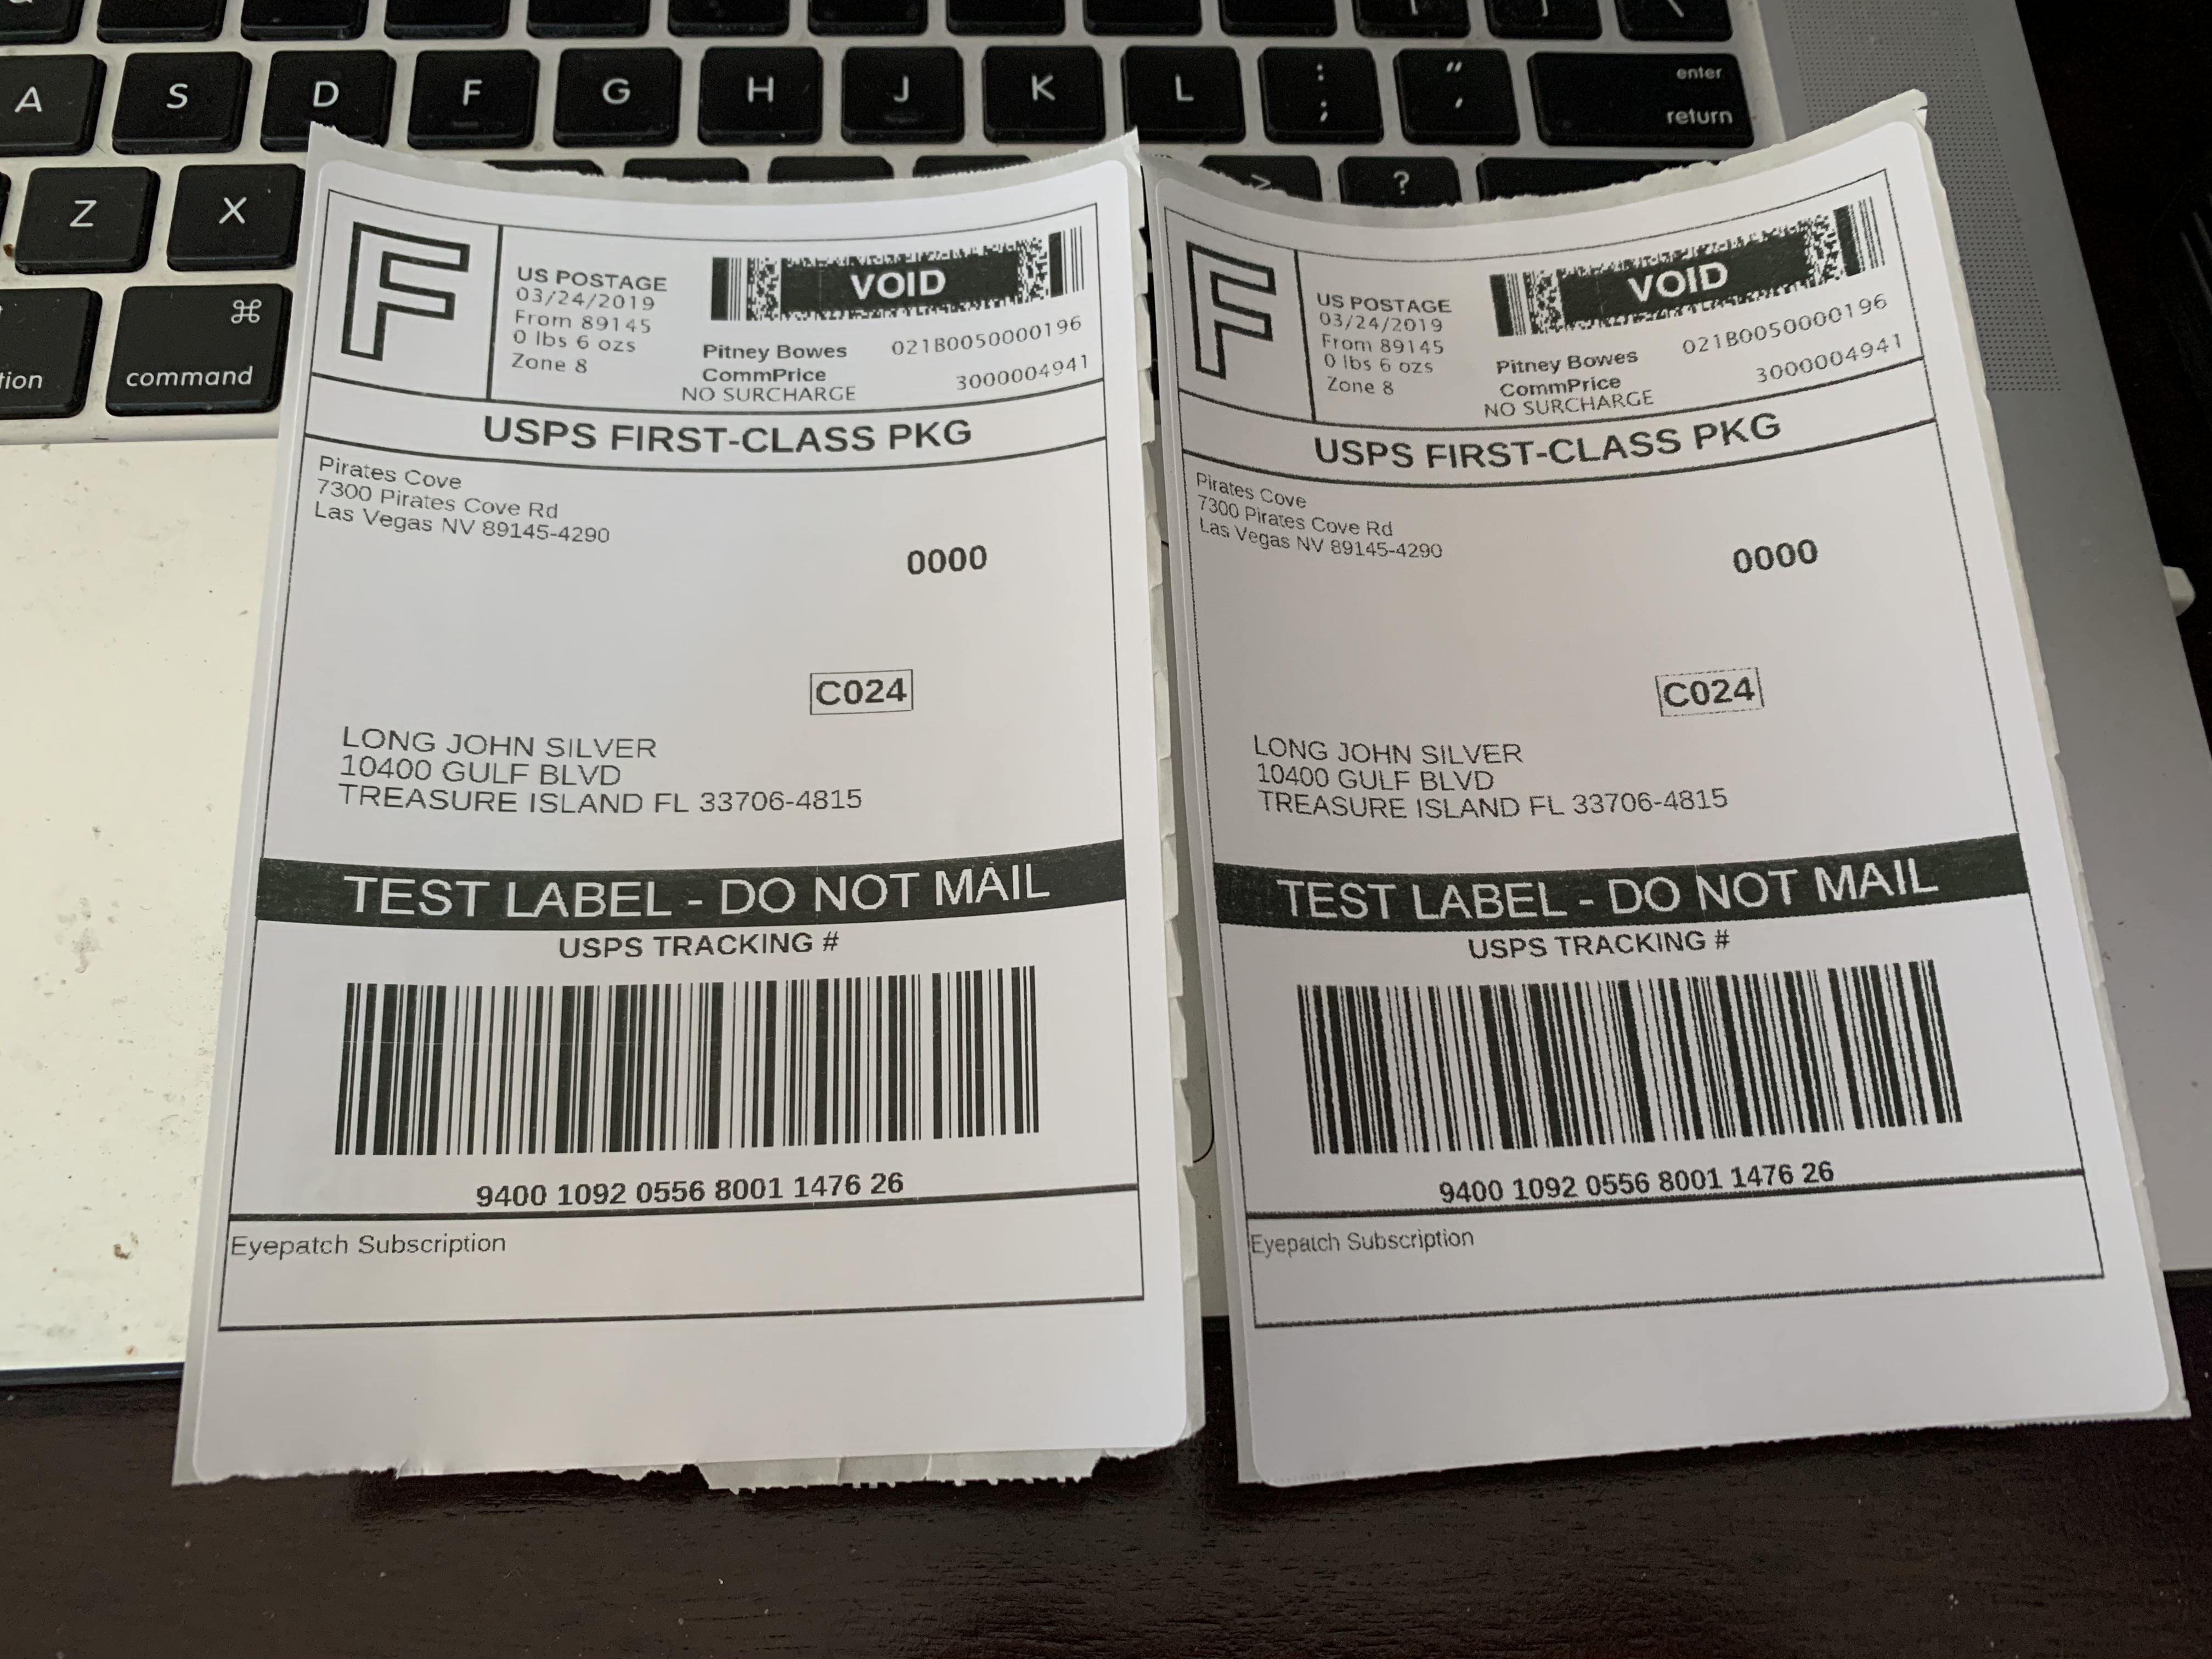 A S D F G H J K L : ; " ' enter return
Z X > ?
tion command ⌘
F
US POSTAGE
03/24/2019
From 89145
0 lbs 6 ozs
Zone 8
VOID
021B0050000196
Pitney Bowes
CommPrice
NO SURCHARGE
3000004941
USPS FIRST-CLASS PKG
Pirates Cove
7300 Pirates Cove Rd
Las Vegas NV 89145-4290
0000
C024
LONG JOHN SILVER
10400 GULF BLVD
TREASURE ISLAND FL 33706-4815
TEST LABEL - DO NOT MAIL
USPS TRACKING #
9400 1092 0556 8001 1476 26
Eyepatch Subscription
F
US POSTAGE
03/24/2019
From 89145
0 lbs 6 ozs
Zone 8
VOID
021B0050000196
Pitney Bowes
CommPrice
NO SURCHARGE
3000004941
USPS FIRST-CLASS PKG
Pirates Cove
7300 Pirates Cove Rd
Las Vegas NV 89145-4290
0000
C024
LONG JOHN SILVER
10400 GULF BLVD
TREASURE ISLAND FL 33706-4815
TEST LABEL - DO NOT MAIL
USPS TRACKING #
9400 1092 0556 8001 1476 26
Eyepatch Subscription